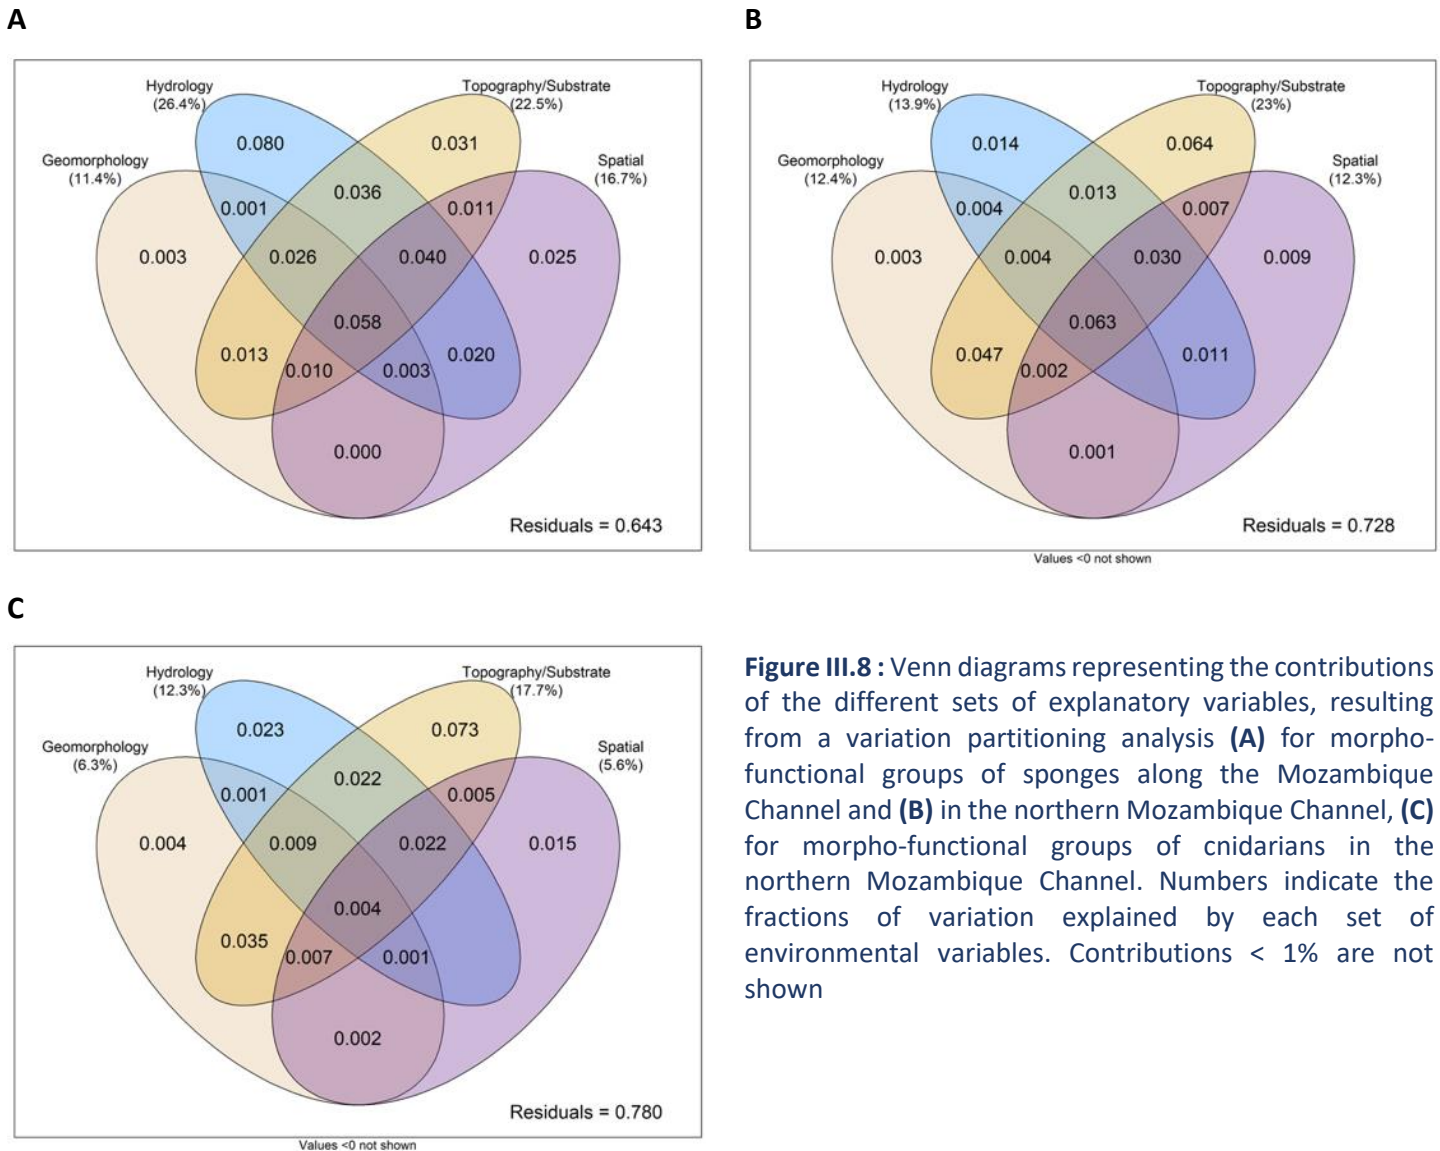 A
Hydrology
(26.4%)
Topography/Substrate
(22.5%)
Geomorphology
(11.4%)
Spatial
(16.7%)
0.080
0.031
0.036
0.001
0.011
0.003
0.026
0.040
0.025
0.058
0.013
0.010
0.003
0.020
0.000
Residuals = 0.643
B
Hydrology
(13.9%)
Topography/Substrate
(23%)
Geomorphology
(12.4%)
Spatial
(12.3%)
0.014
0.064
0.013
0.004
0.007
0.003
0.004
0.030
0.009
0.063
0.047
0.002
0.011
0.001
Residuals = 0.728
Values <0 not shown
C
Hydrology
(12.3%)
Topography/Substrate
(17.7%)
Geomorphology
(6.3%)
Spatial
(5.6%)
0.023
0.073
0.022
0.001
0.005
0.004
0.009
0.022
0.015
0.004
0.035
0.007
0.001
0.002
Residuals = 0.780
Values <0 not shown
Figure III.8 : Venn diagrams representing the contributions
of the different sets of explanatory variables, resulting
from a variation partitioning analysis (A) for morpho-
functional groups of sponges along the Mozambique
Channel and (B) in the northern Mozambique Channel, (C)
for morpho-functional groups of cnidarians in the
northern Mozambique Channel. Numbers indicate the
fractions of variation explained by each set of
environmental variables. Contributions < 1% are not
shown